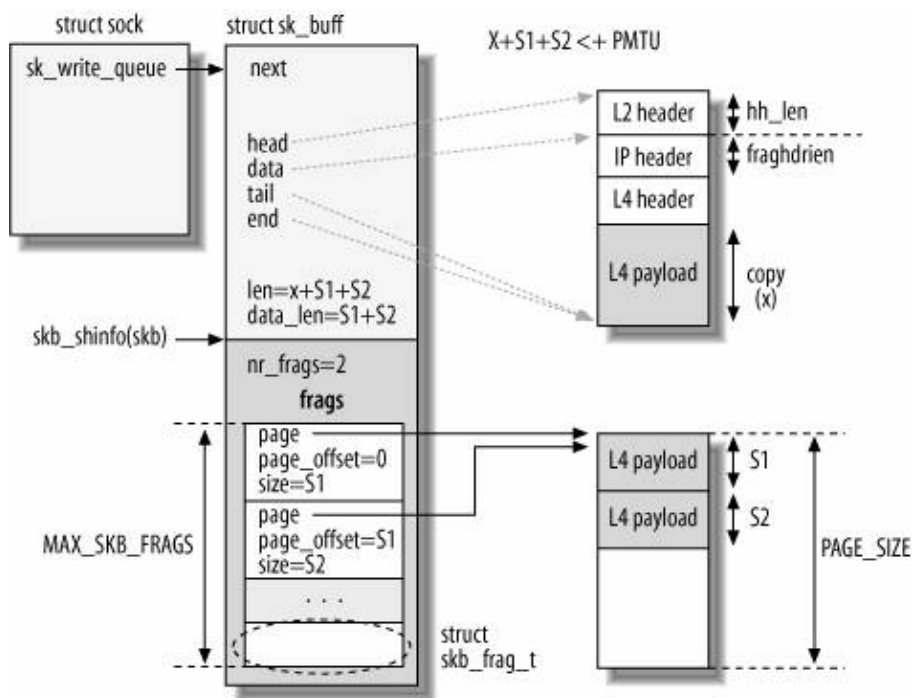 struct sock
struct sk_buff
X+S1+S2 <+ PMTU
sk_write_queue
next
L2 header
hh_len
head
data
tail
end
IP header
fraghdrien
L4 header
L4 payload
copy
(x)
len=x+S1+S2
data_len=S1+S2
skb_shinfo(skb)
nr_frags=2
frags
page
page_offset=0
size=S1
L4 payload
S1
page
page_offset=S1
size=S2
L4 payload
S2
MAX_SKB_FRAGS
PAGE_SIZE
. . .
struct
skb_frag_t